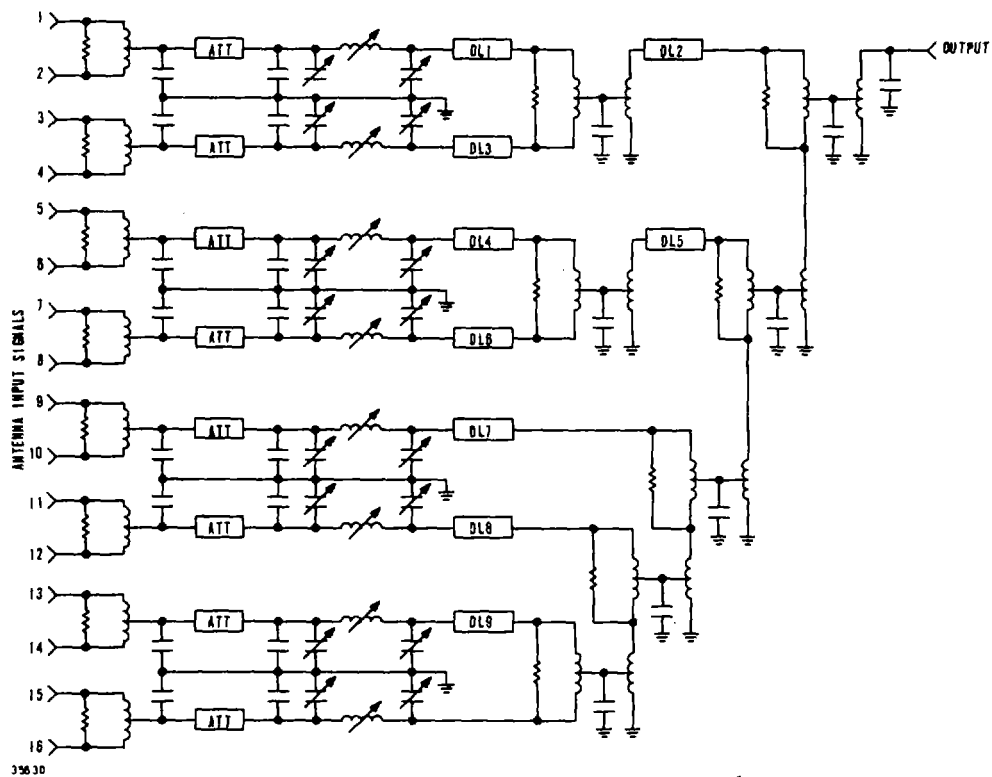 1
ATT
DL1
DL2
OUTPUT
2
3
ATT
DL3
4
5
ATT
DL4
DL5
6
7
ATT
DL6
8
ANTENNA INPUT SIGNALS
9
ATT
DL7
10
11
ATT
DL8
12
13
ATT
DL9
14
15
ATT
16
35630